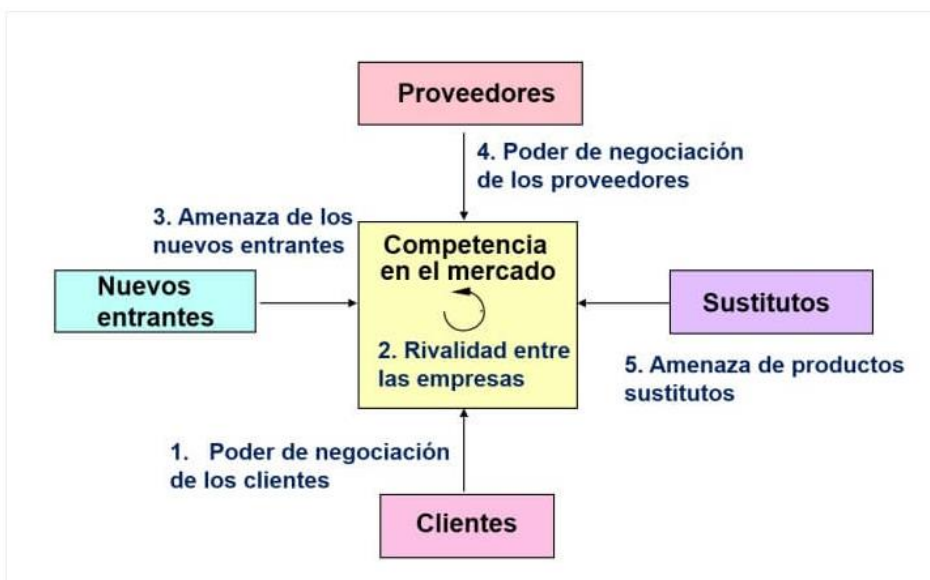 Proveedores
4. Poder de negociación
de los proveedores
3. Amenaza de los
nuevos entrantes
Competencia
en el mercado
Nuevos
entrantes
Sustitutos
2. Rivalidad entre
las empresas
5. Amenaza de productos
sustitutos
1. Poder de negociación
de los clientes
Clientes